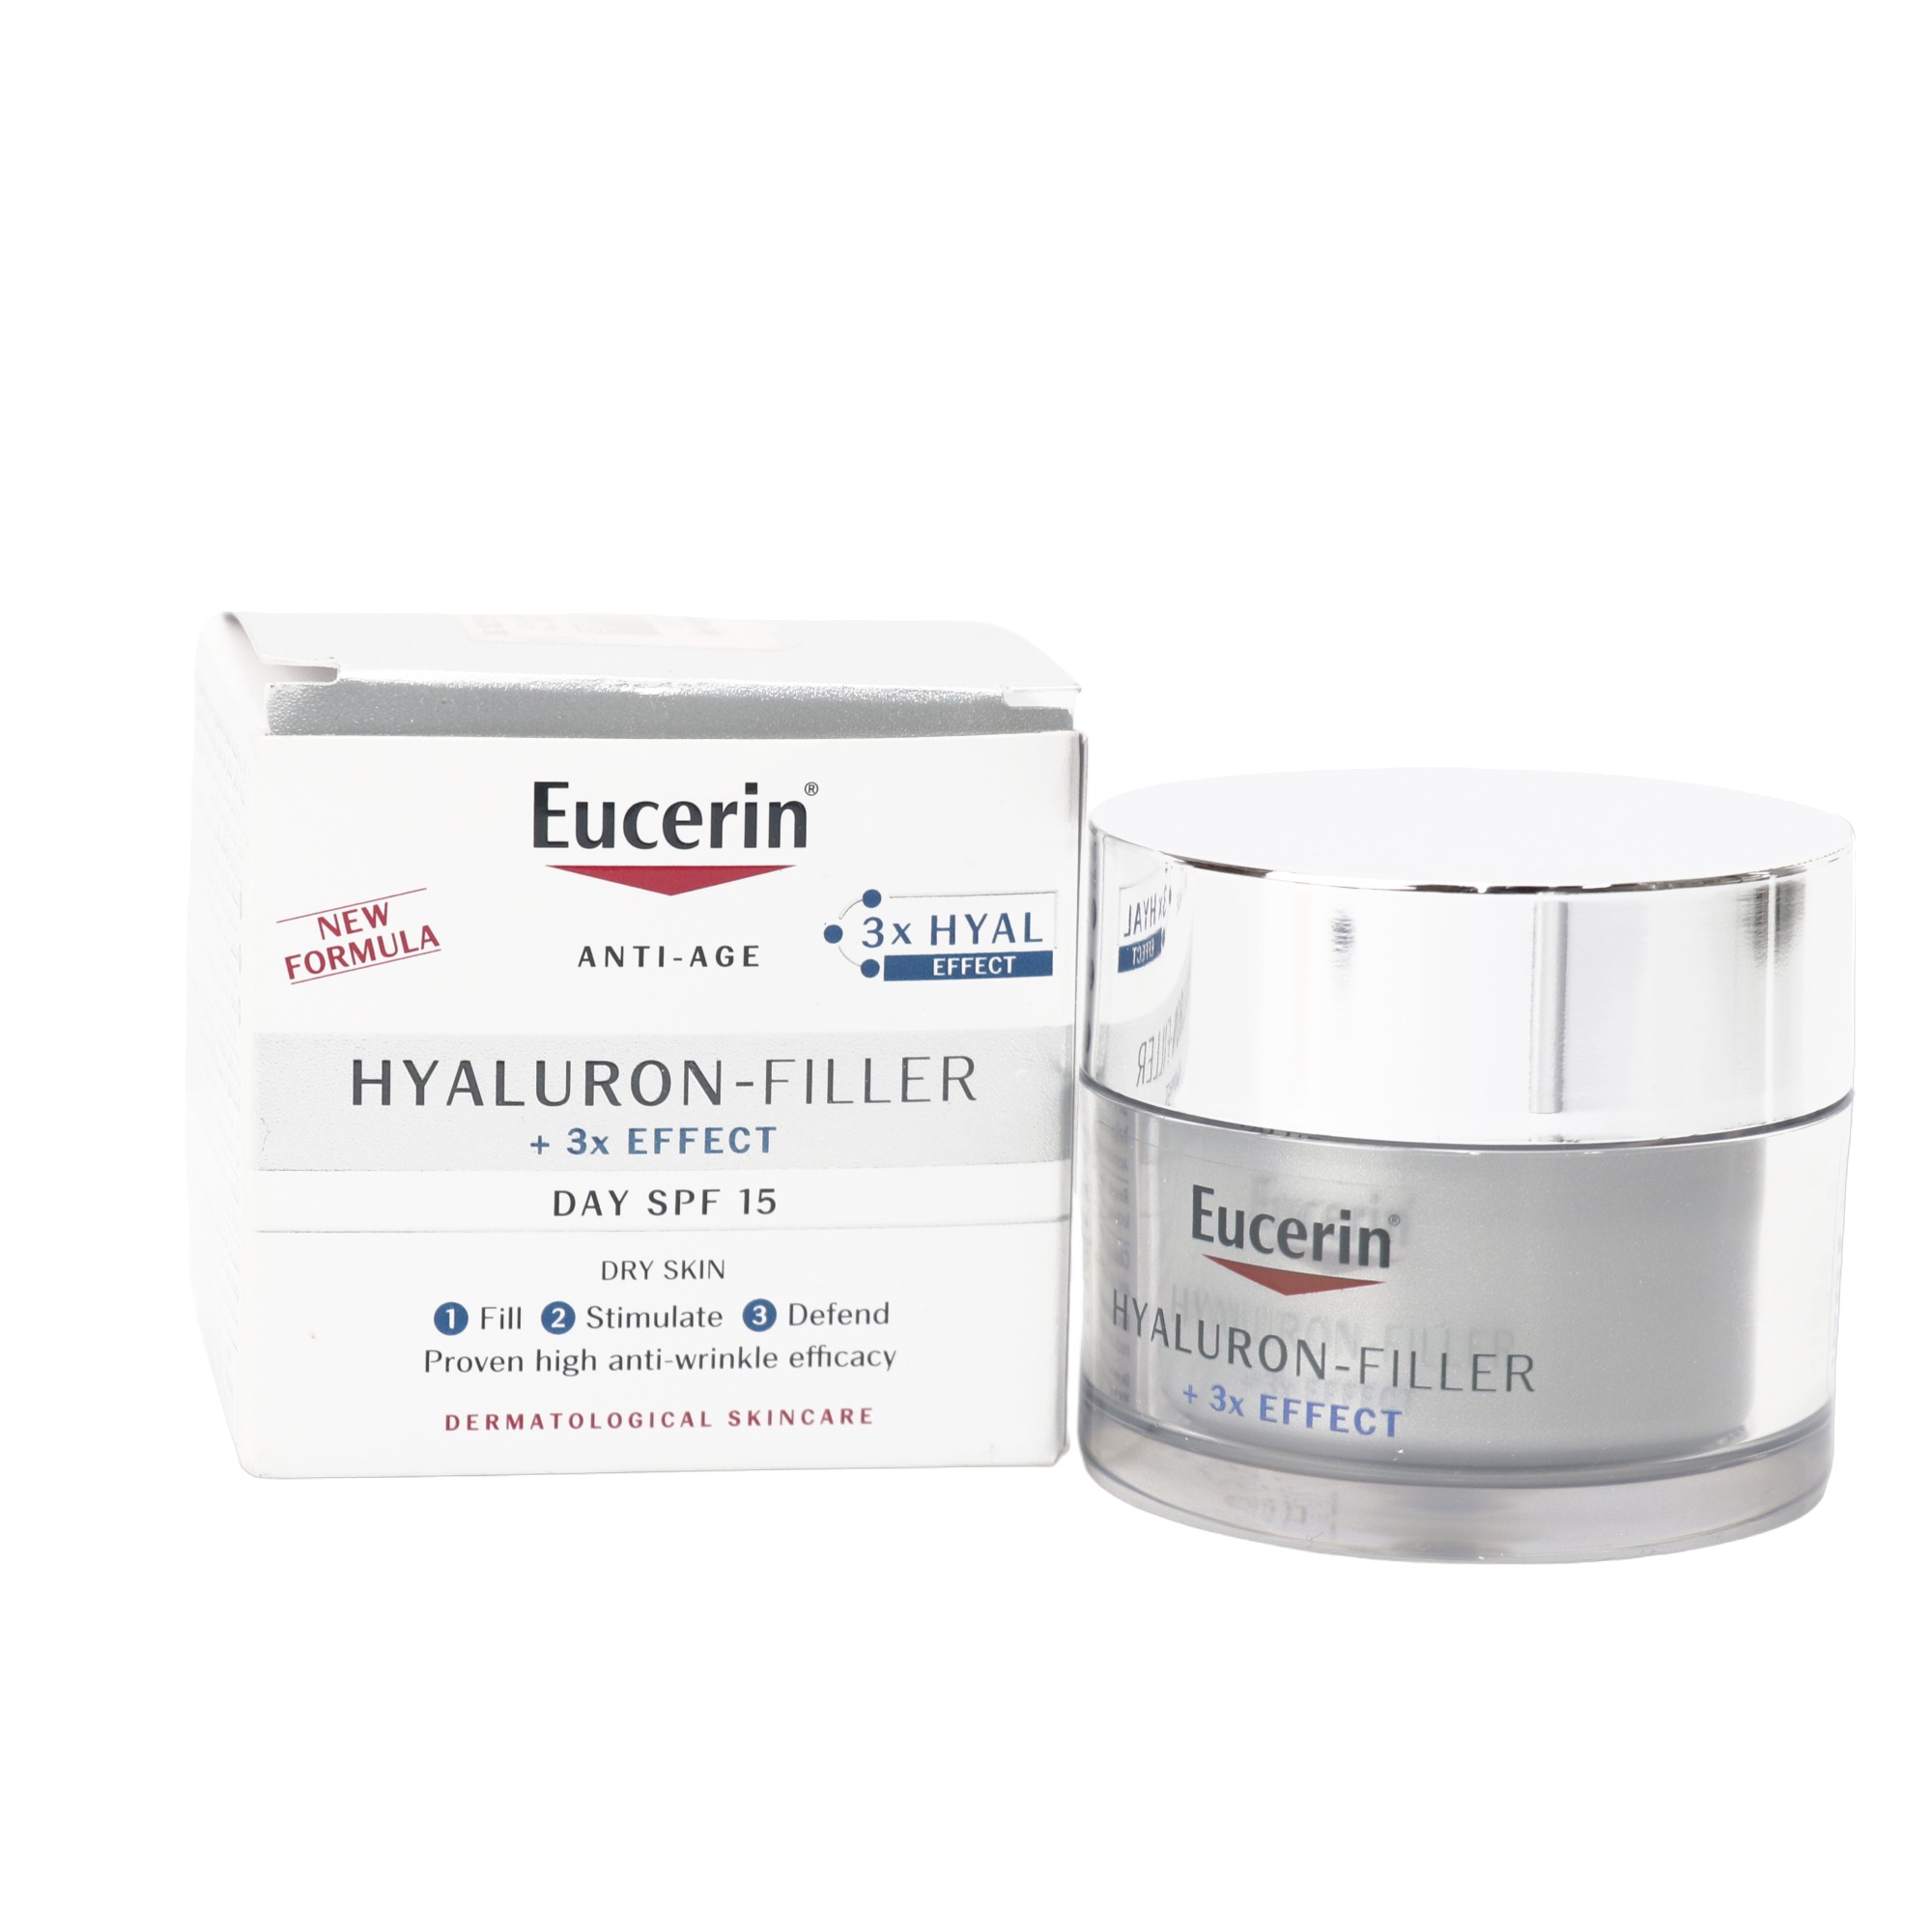 Eucerin®
NEW
FORMULA
ANTI-AGE
3x HYAL
EFFECT
HYALURON-FILLER
+ 3x EFFECT
DAY SPF 15
DRY SKIN
1 Fill 2 Stimulate 3 Defend
Proven high anti-wrinkle efficacy
DERMATOLOGICAL SKINCARE
Eucerin®
HYALURON-FILLER
+ 3x EFFECT